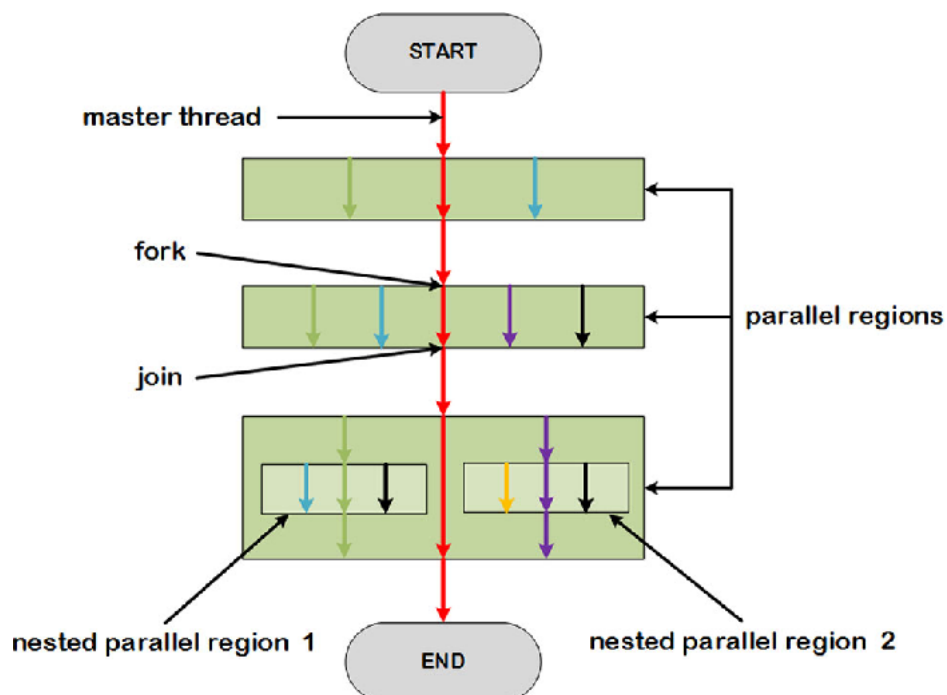 START
master thread
fork
parallel regions
join
nested parallel region 1
nested parallel region 2
END